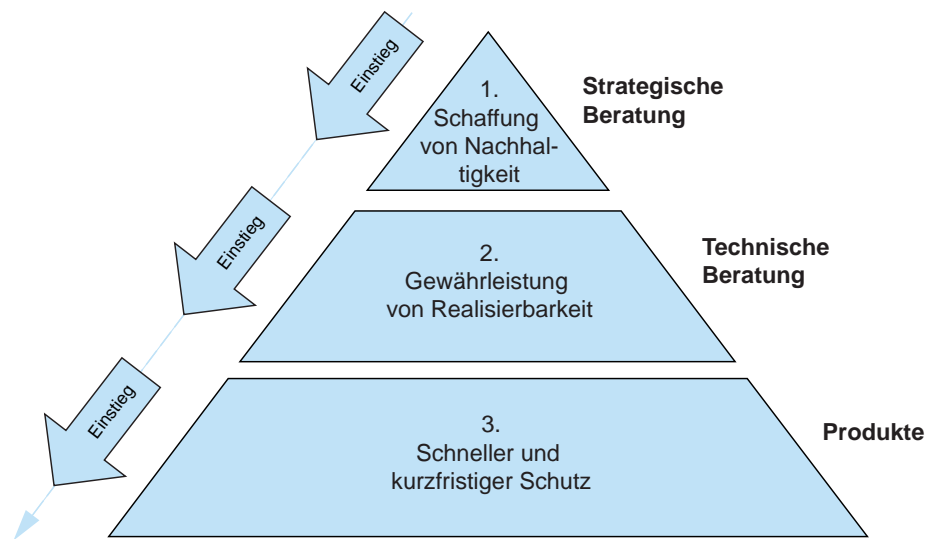 Einstieg
1.
Schaffung
von Nachhal-
tigkeit
Strategische
Beratung
Einstieg
2.
Gewährleistung
von Realisierbarkeit
Technische
Beratung
Einstieg
3.
Schneller und
kurzfristiger Schutz
Produkte